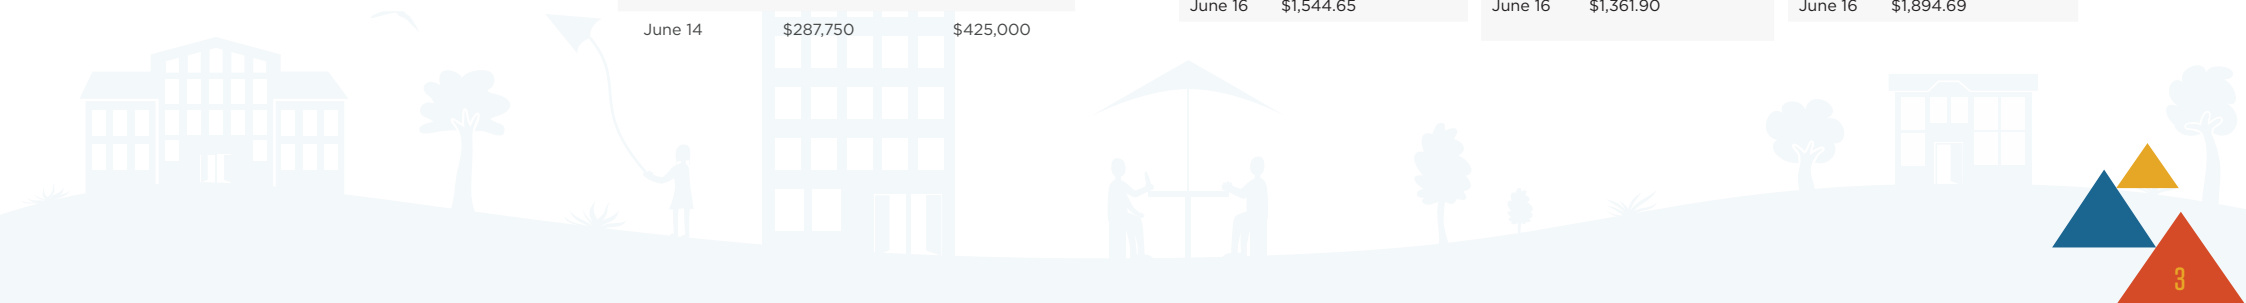 June 16 $1,544.65
June 16 $1,361.90
June 16 $1,894.69
June 14 $287,750 $425,000
3